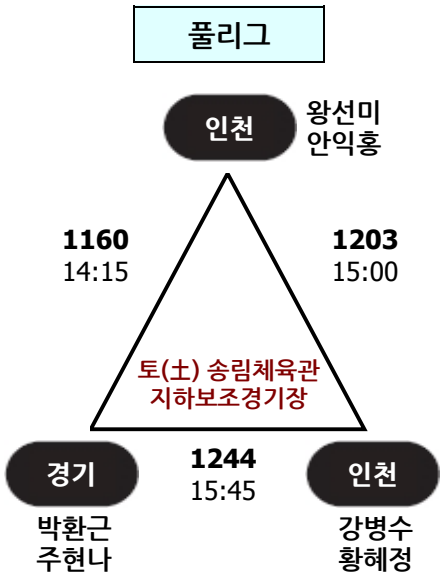 풀리그
인천
왕선미
안익홍
1160
14:15
1203
15:00
토(土) 송림체육관
지하보조경기장
경기
1244
15:45
인천
박환근
주현나
강병수
황혜정